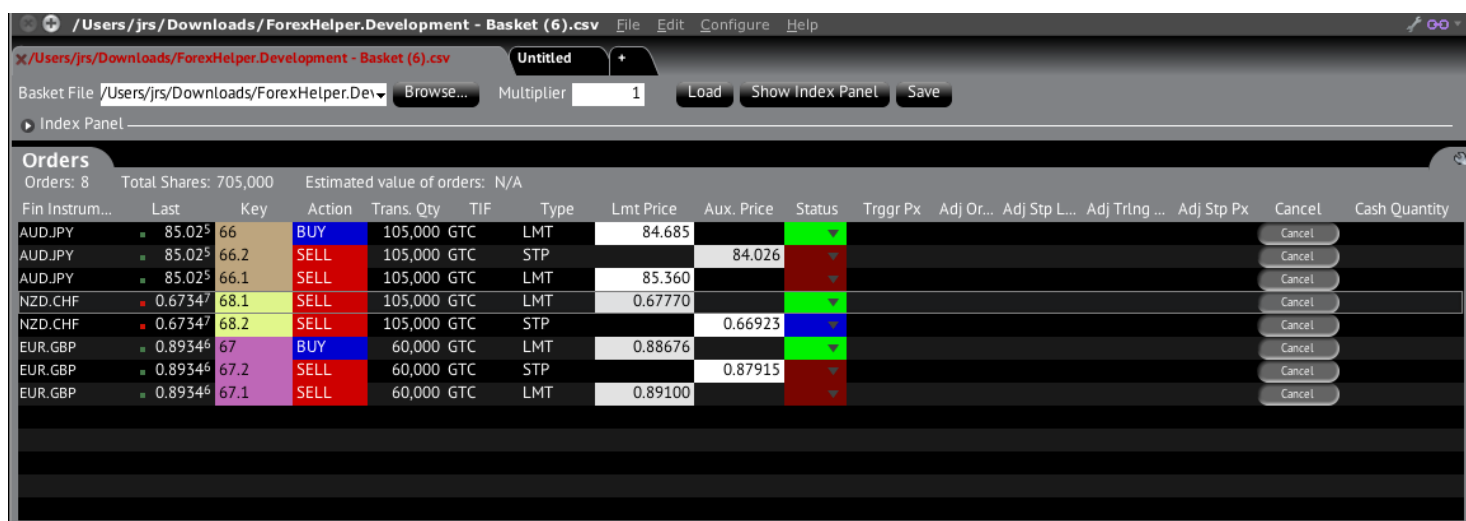 /Users/jrs/Downloads/ForexHelper.Development - Basket (6).csv File Edit Configure Help
/Users/jrs/Downloads/ForexHelper.Development - Basket (6).csv Untitled +
Basket File /Users/jrs/Downloads/ForexHelper.Dev Browse... Multiplier 1 Load Show Index Panel Save
Index Panel
Orders
Orders: 8 Total Shares: 705,000 Estimated value of orders: N/A
Fin Instrum... Last Key Action Trans. Qty TIF Type Lmt Price Aux. Price Status Trggr Px Adj Or... Adj Stp L... Adj Trlng ... Adj Stp Px Cancel Cash Quantity
AUD.JPY 85.02⁵ 66 BUY 105,000 GTC LMT 84.685 Cancel
AUD.JPY 85.02⁵ 66.2 SELL 105,000 GTC STP 84.026 Cancel
AUD.JPY 85.02⁵ 66.1 SELL 105,000 GTC LMT 85.360 Cancel
NZD.CHF 0.6734⁷ 68.1 SELL 105,000 GTC LMT 0.67770 Cancel
NZD.CHF 0.6734⁷ 68.2 SELL 105,000 GTC STP 0.66923 Cancel
EUR.GBP 0.8934⁶ 67 BUY 60,000 GTC LMT 0.88676 Cancel
EUR.GBP 0.8934⁶ 67.2 SELL 60,000 GTC STP 0.87915 Cancel
EUR.GBP 0.8934⁶ 67.1 SELL 60,000 GTC LMT 0.89100 Cancel